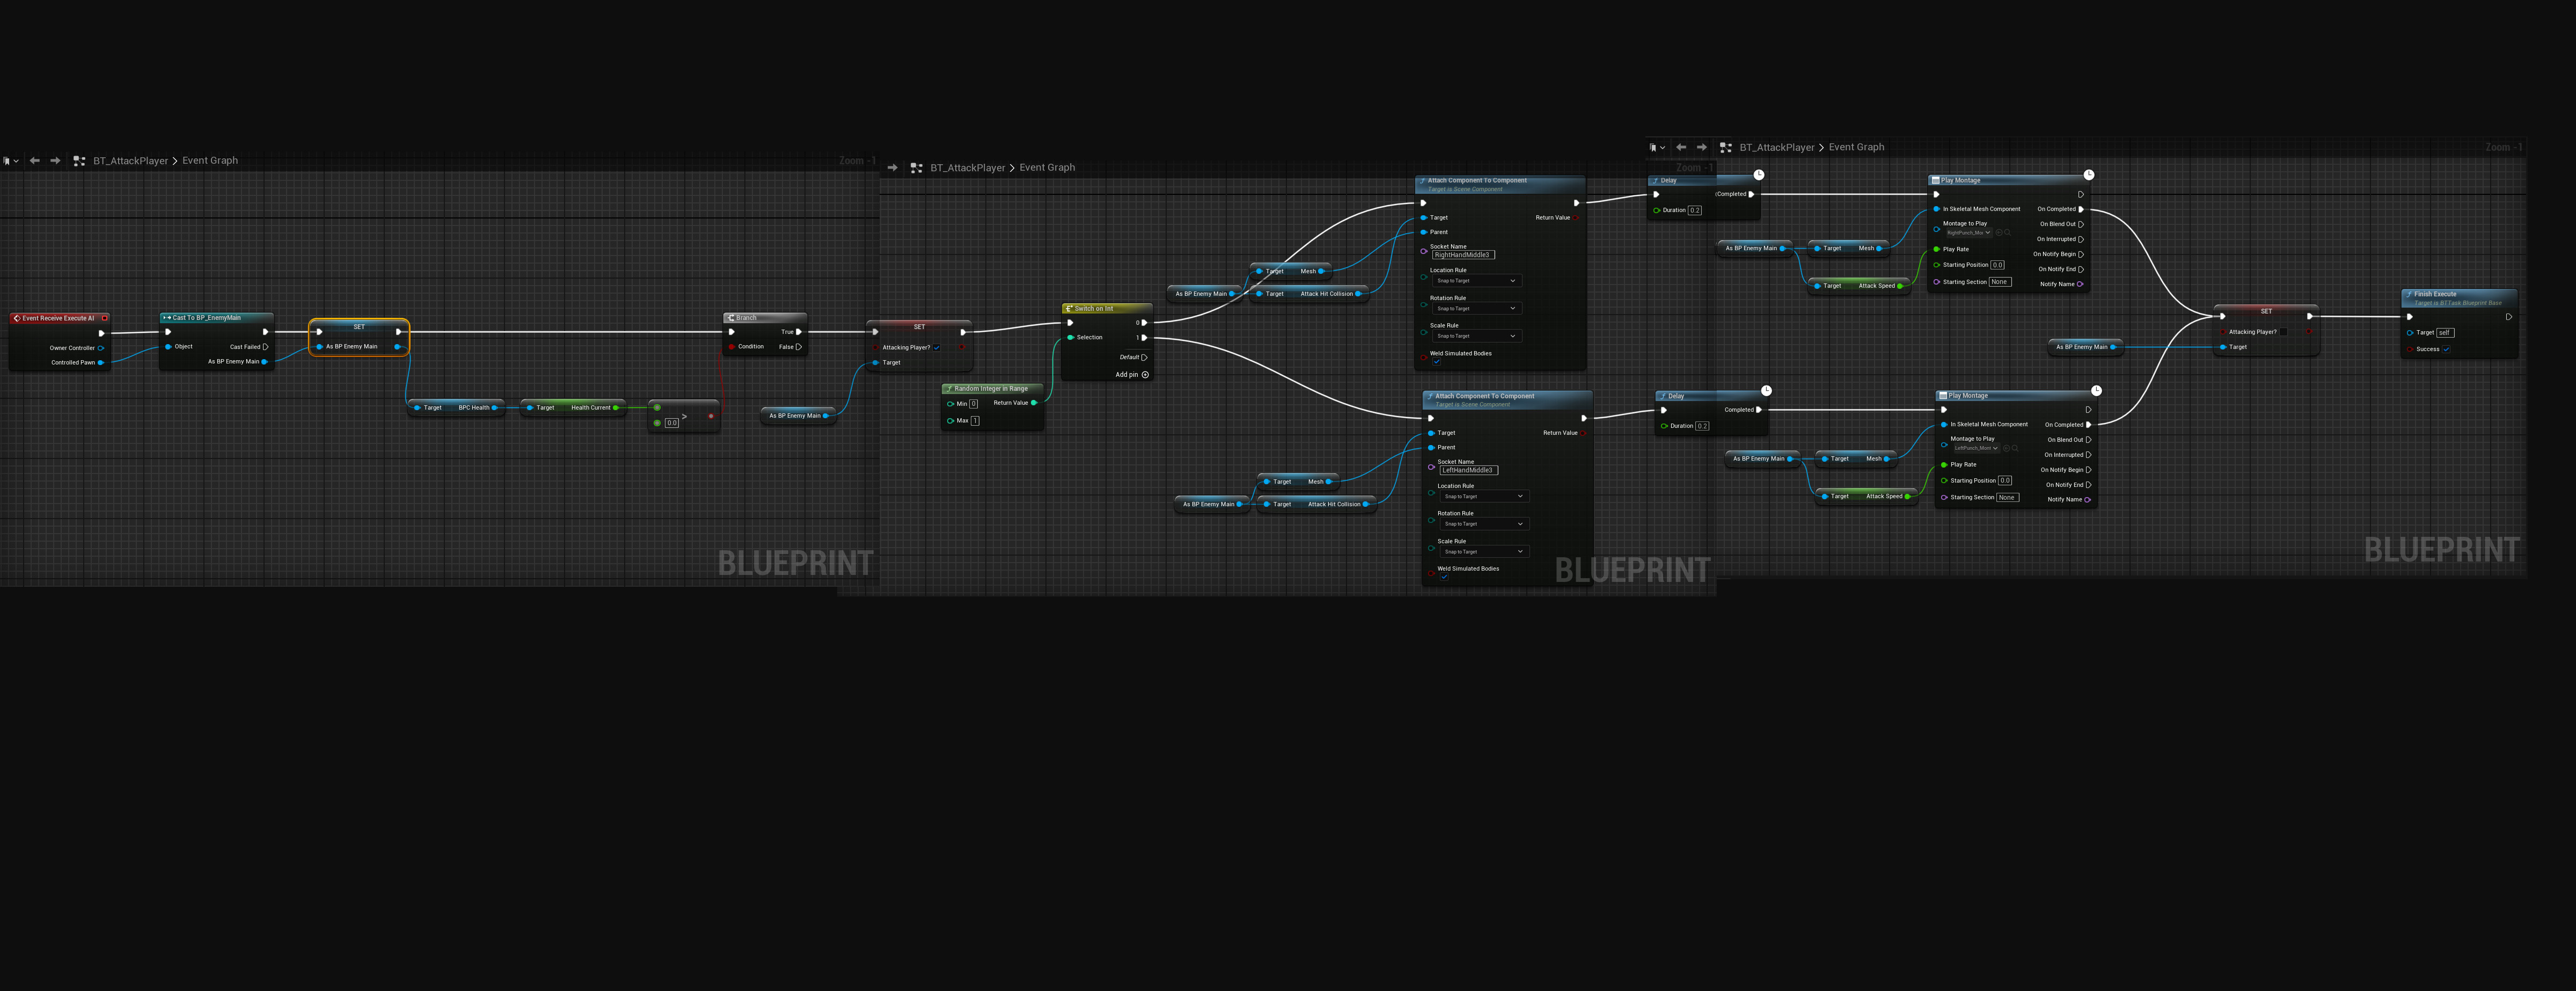 BT_AttackPlayer > Event Graph
Zoom -1
Event Receive Execute AI
Owner Controller
Controlled Pawn
Cast To BP_EnemyMain
Object
Cast Failed
As BP Enemy Main
SET
As BP Enemy Main
Target BPC Health
Target Health Current
>
0.0
Branch
Condition
True
False
As BP Enemy Main
BLUEPRINT
BT_AttackPlayer > Event Graph
Zoom -1
SET
Attacking Player?
Target
Random Integer in Range
Min 0
Return Value
Max 1
Switch on Int
Selection
0
1
Default
Add pin
As BP Enemy Main
Target Mesh
Target Attack Hit Collision
Attach Component To Component
Target is Scene Component
Target
Return Value
Parent
Socket Name
RightHandMiddle3
Location Rule
Snap to Target
Rotation Rule
Snap to Target
Scale Rule
Snap to Target
Weld Simulated Bodies
As BP Enemy Main
Target Mesh
Target Attack Hit Collision
Attach Component To Component
Target is Scene Component
Target
Return Value
Parent
Socket Name
LeftHandMiddle3
Location Rule
Snap to Target
Rotation Rule
Snap to Target
Scale Rule
Snap to Target
Weld Simulated Bodies
BLUEPRINT
BT_AttackPlayer > Event Graph
Zoom -1
Delay
Completed
Duration 0.2
As BP Enemy Main
Target Mesh
Target Attack Speed
Play Montage
In Skeletal Mesh Component
On Completed
Montage to Play
RightPunch_Mo
On Blend Out
On Interrupted
Play Rate
On Notify Begin
Starting Position 0.0
On Notify End
Starting Section None
Notify Name
Delay
Completed
Duration 0.2
As BP Enemy Main
Target Mesh
Target Attack Speed
Play Montage
In Skeletal Mesh Component
On Completed
Montage to Play
LeftPunch_Mont
On Blend Out
On Interrupted
Play Rate
On Notify Begin
Starting Position 0.0
On Notify End
Starting Section None
Notify Name
As BP Enemy Main
SET
Attacking Player?
Target
Finish Execute
Target is BTTask Blueprint Base
Target self
Success
BLUEPRINT